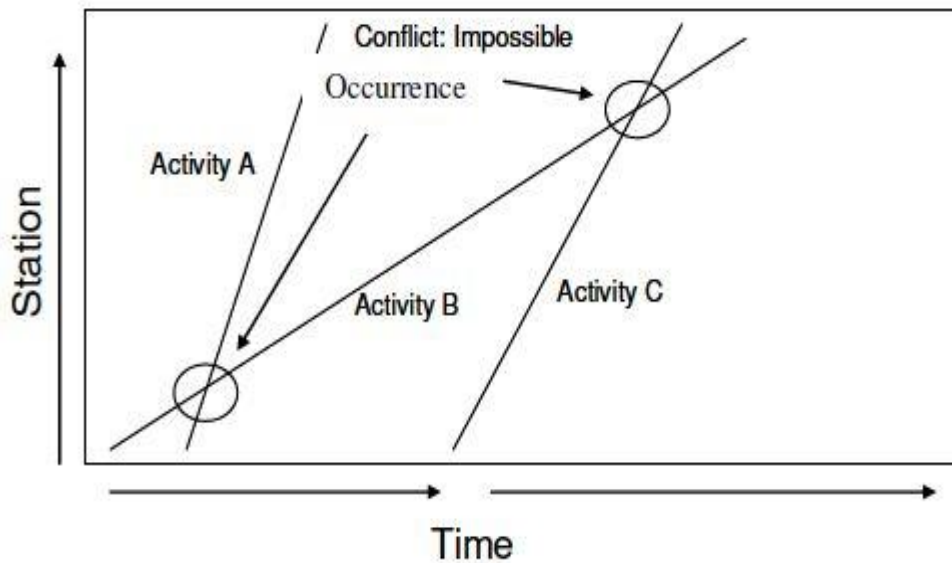 Conflict: Impossible
Occurrence
Activity A
Station
Activity B
Activity C
Time